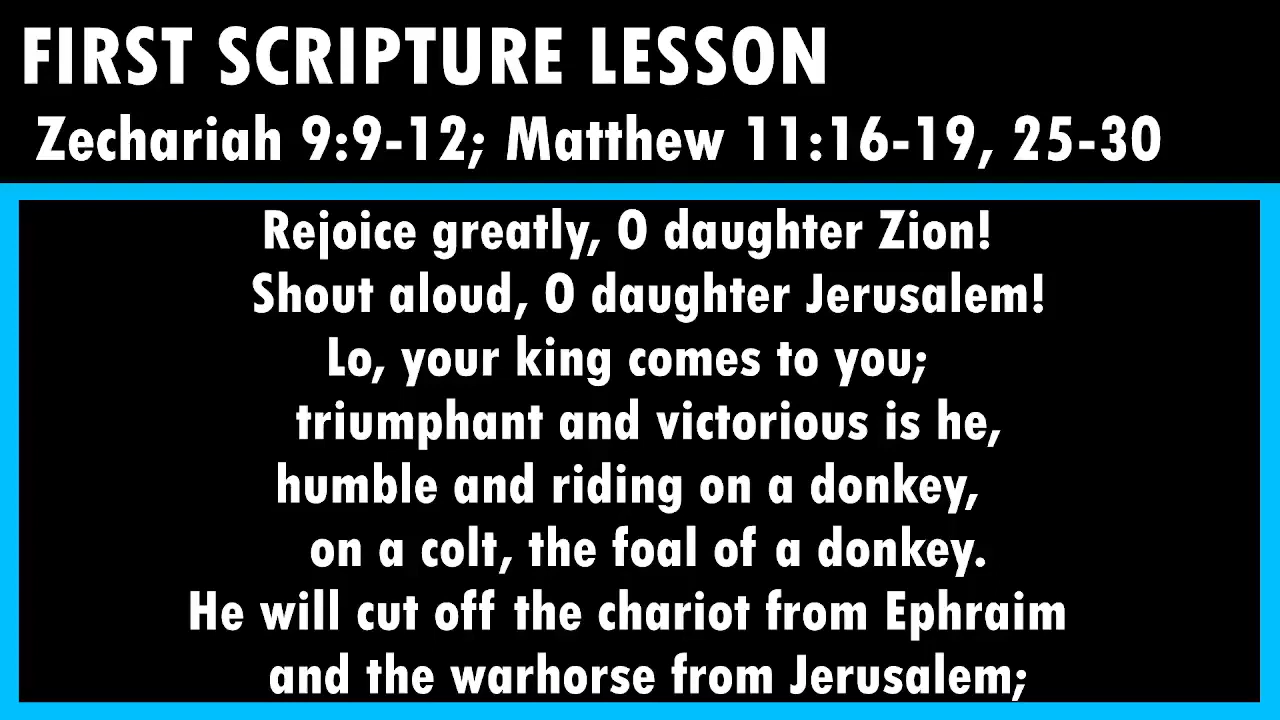 FIRST SCRIPTURE LESSON
Zechariah 9:9-12; Matthew 11:16-19, 25-30
Rejoice greatly, O daughter Zion!
Shout aloud, O daughter Jerusalem!
Lo, your king comes to you;
triumphant and victorious is he,
humble and riding on a donkey,
on a colt, the foal of a donkey.
He will cut off the chariot from Ephraim
and the warhorse from Jerusalem;